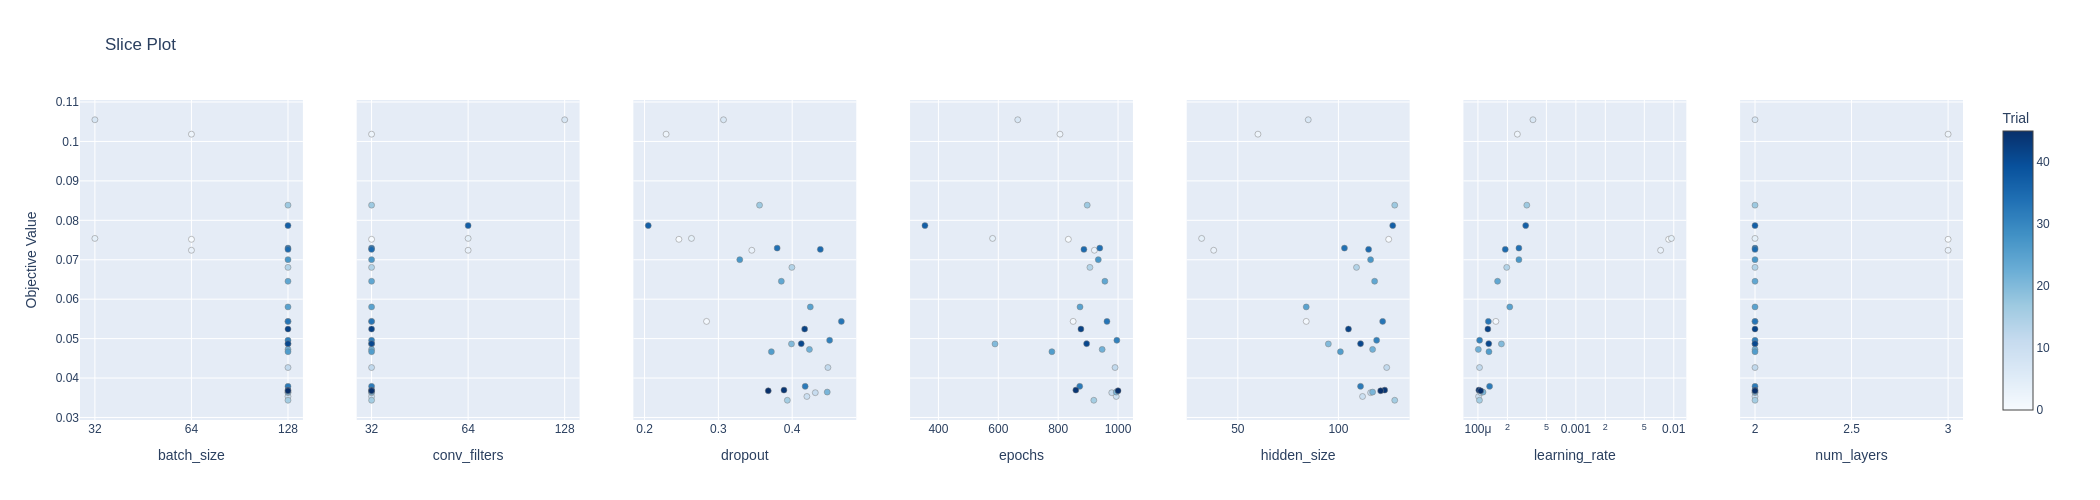 Slice Plot
Objective Value
0.11
0.1
0.09
0.08
0.07
0.06
0.05
0.04
0.03
32 64 128
batch_size
32 64 128
conv_filters
0.2 0.3 0.4
dropout
400 600 800 1000
epochs
50 100
hidden_size
100μ 2 5 0.001 2 5 0.01
learning_rate
2 2.5 3
num_layers
Trial
40
30
20
10
0